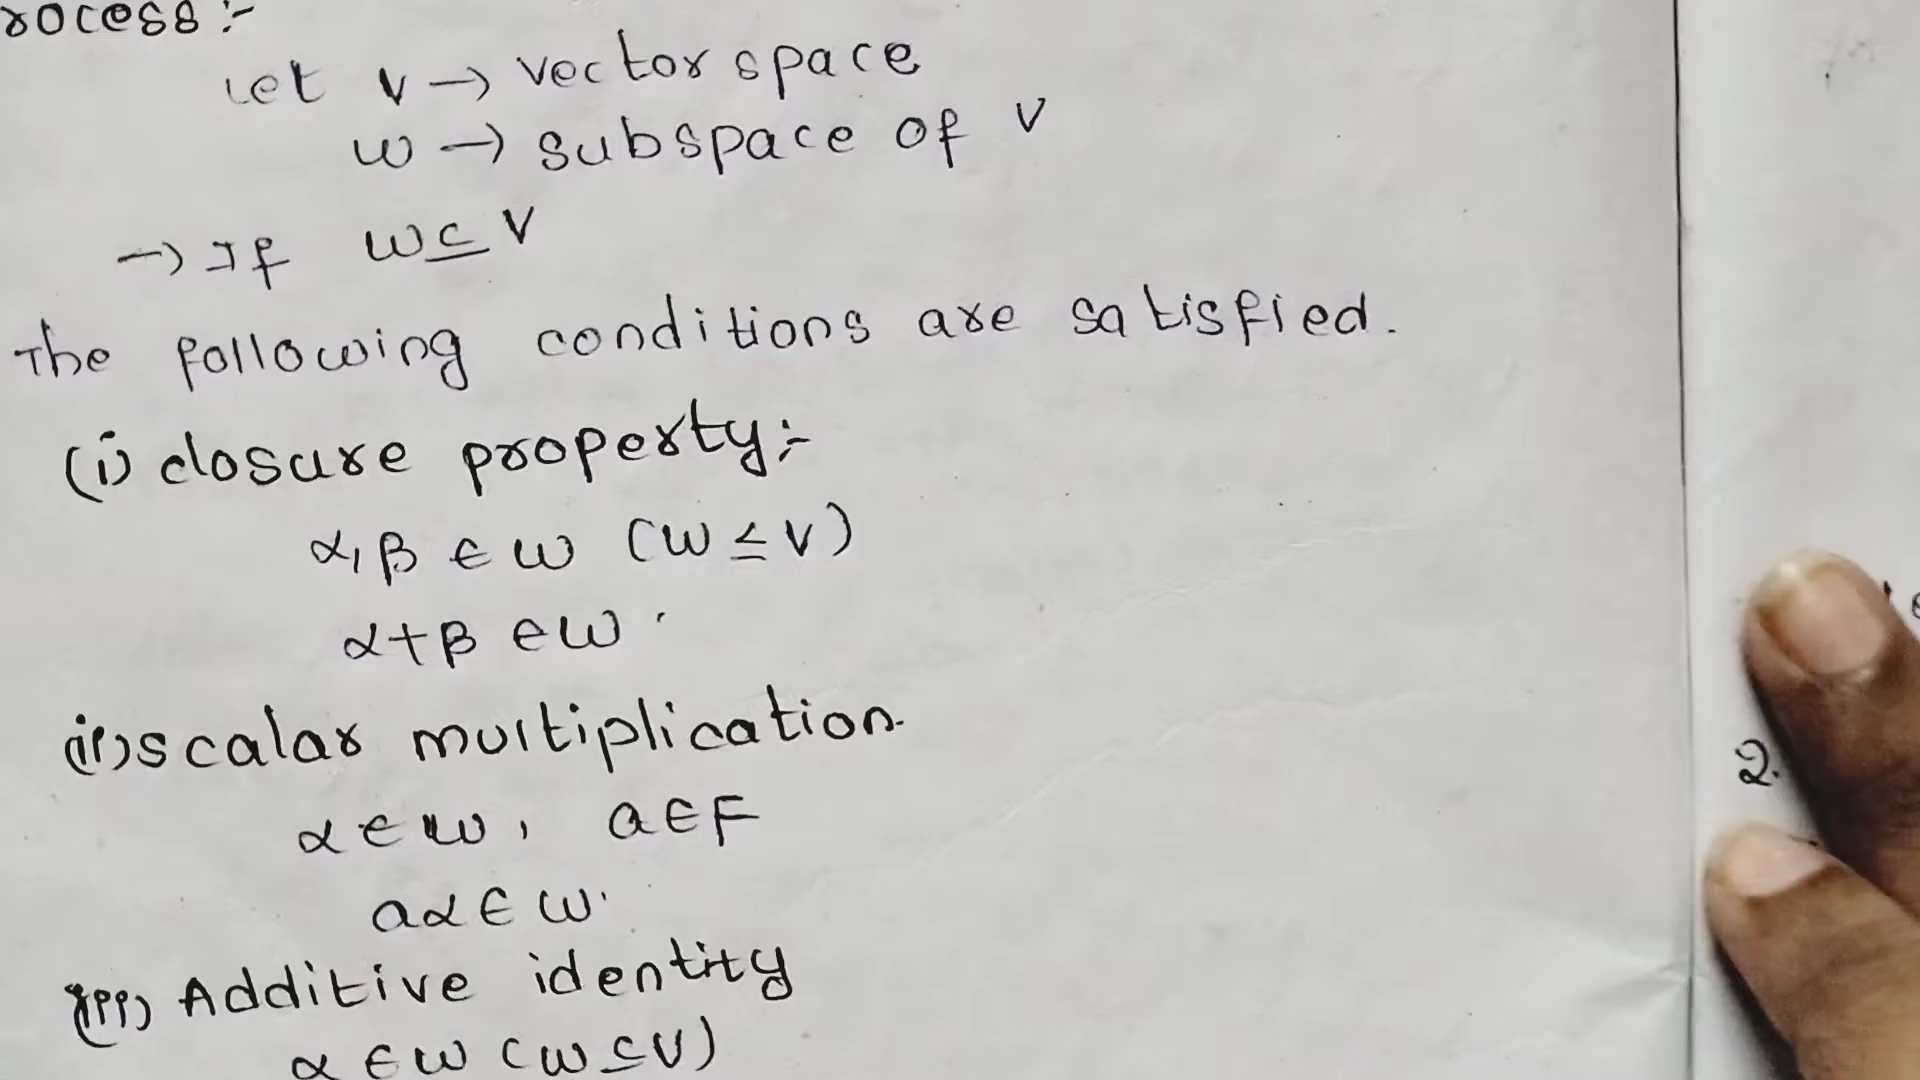 rocess :-
Let v → vector space
w → subspace of v
→ If w ⊆ V
The following conditions are satisfied.
(i) closure property :-
α, β ∈ w (w ≤ v)
α+β ∈ w.
(ii) scalar multiplication.
α ∈ w, a ∈ F
aα ∈ w.
(iii) Additive identity
α ∈ w (w ⊆ v)
2.